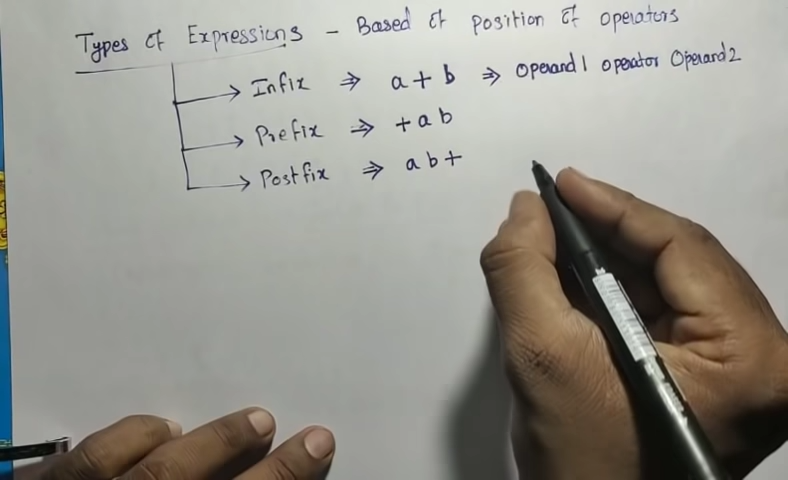 Types of Expressions - Based of position of operators
Infix ⇒ a + b ⇒ Operand1 operator Operand2
Prefix ⇒ + a b
Postfix ⇒ a b +